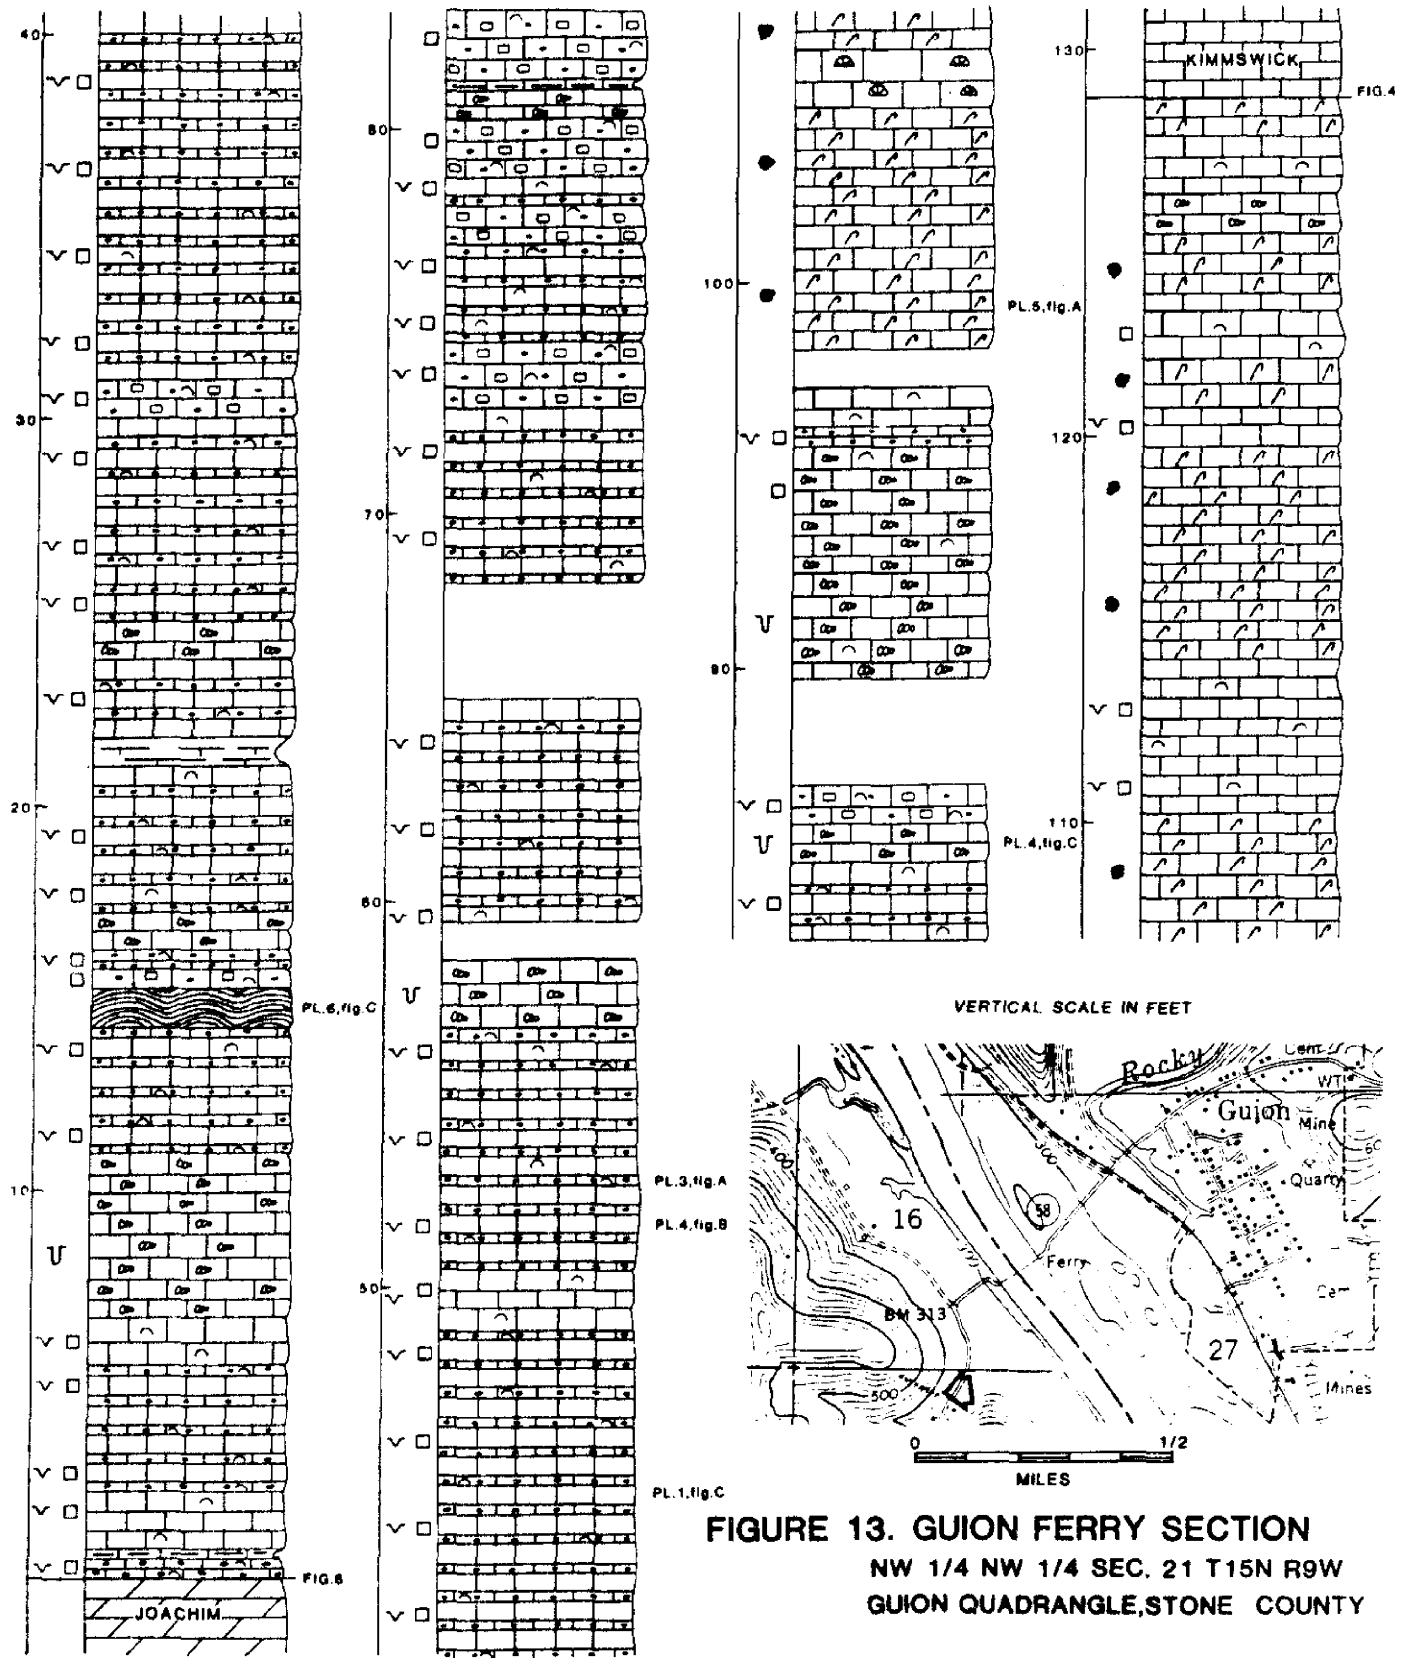 40
30
20
10
PL.6,fig.C
FIG.6
JOACHIM
80
70
60
50
PL.3,fig.A
PL.4,fig.B
PL.1,fig.C
100
90
PL.5,fig.A
PL.4,fig.C
130
120
110
KIMMSWICK
FIG.4
VERTICAL SCALE IN FEET
Rocky
Cem
WT
Guion
Mine
Quarry
400
300
16
58
Ferry
BM 313
Cem
27
500
Mines
0 1/2
MILES
FIGURE 13. GUION FERRY SECTION
NW 1/4 NW 1/4 SEC. 21 T15N R9W
GUION QUADRANGLE,STONE COUNTY